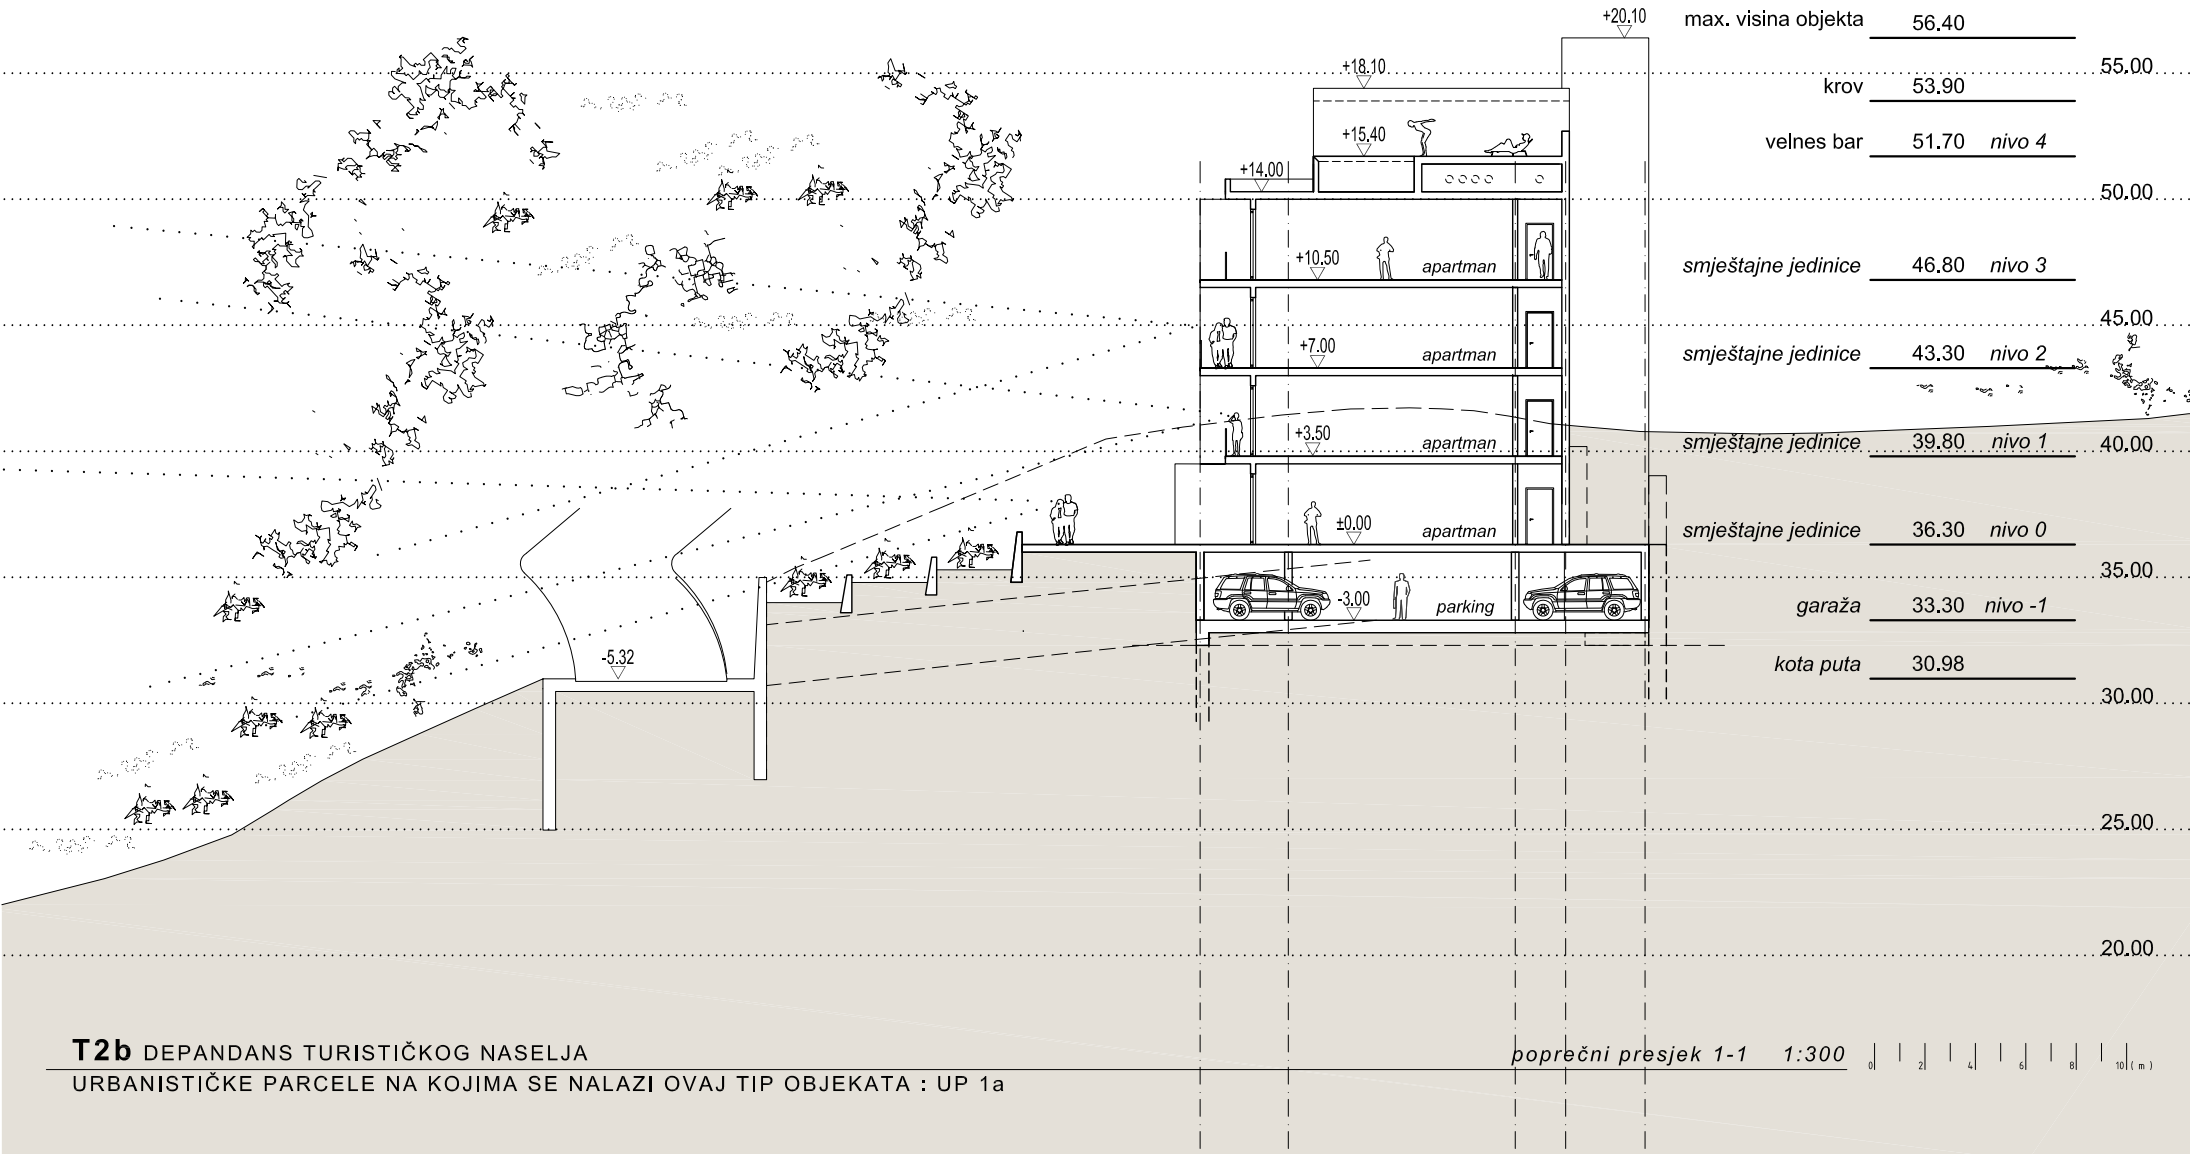 +20.10 max. visina objekta 56.40
55.00
+18.10 krov 53.90
+15.40 velnes bar 51.70 nivo 4
+14.00
50.00
+10.50 apartman smještajne jedinice 46.80 nivo 3
45.00
+7.00 apartman smještajne jedinice 43.30 nivo 2
+3.50 apartman smještajne jedinice 39.80 nivo 1 40.00
±0.00 apartman smještajne jedinice 36.30 nivo 0
35.00
-3.00 parking garaža 33.30 nivo -1
-5.32 kota puta 30.98
30.00
25.00
20.00
T2b DEPANDANS TURISTIČKOG NASELJA
poprečni presjek 1-1 1:300
0 2 4 6 8 10 ( m )
URBANISTIČKE PARCELE NA KOJIMA SE NALAZI OVAJ TIP OBJEKATA : UP 1a